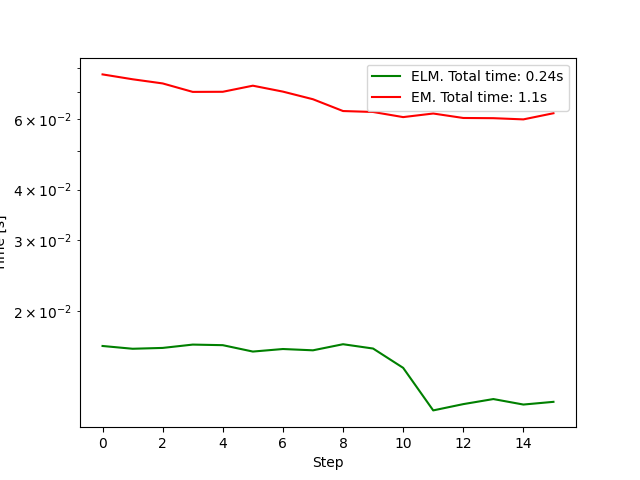 ELM. Total time: 0.24s
EM. Total time: 1.1s
6 × 10⁻²
4 × 10⁻²
3 × 10⁻²
2 × 10⁻²
0 2 4 6 8 10 12 14
Step